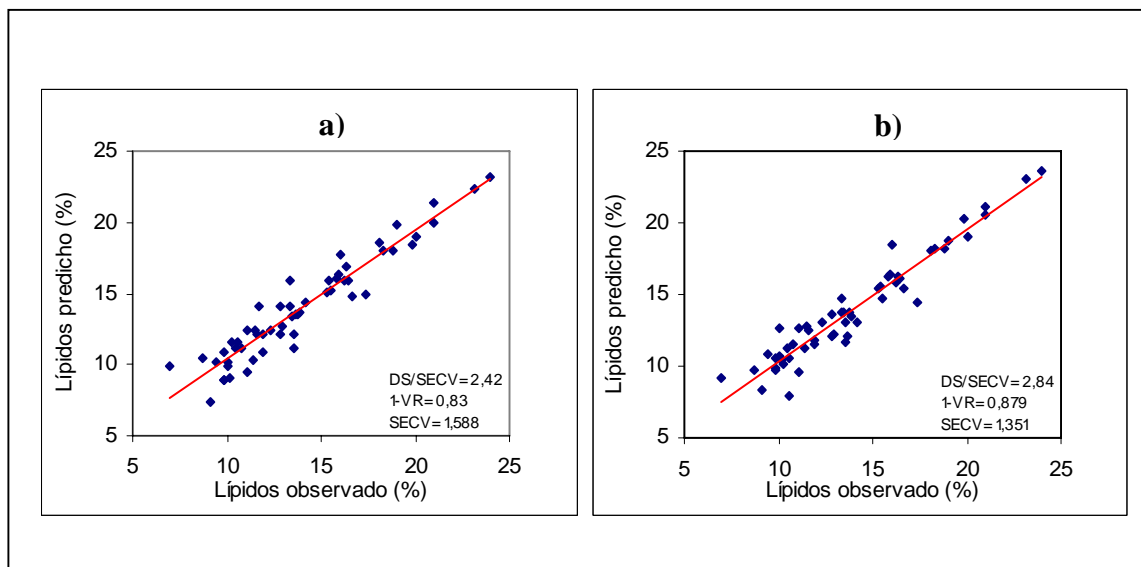 a)
25
20
15
10
5
5 10 15 20 25
Lípidos predicho (%)
Lípidos observado (%)
DS/SECV= 2,42
1-VR= 0,83
SECV= 1,588
b)
25
20
15
10
5
5 10 15 20 25
Lípidos predicho (%)
Lípidos observado (%)
DS/SECV= 2,84
1-VR= 0,879
SECV= 1,351